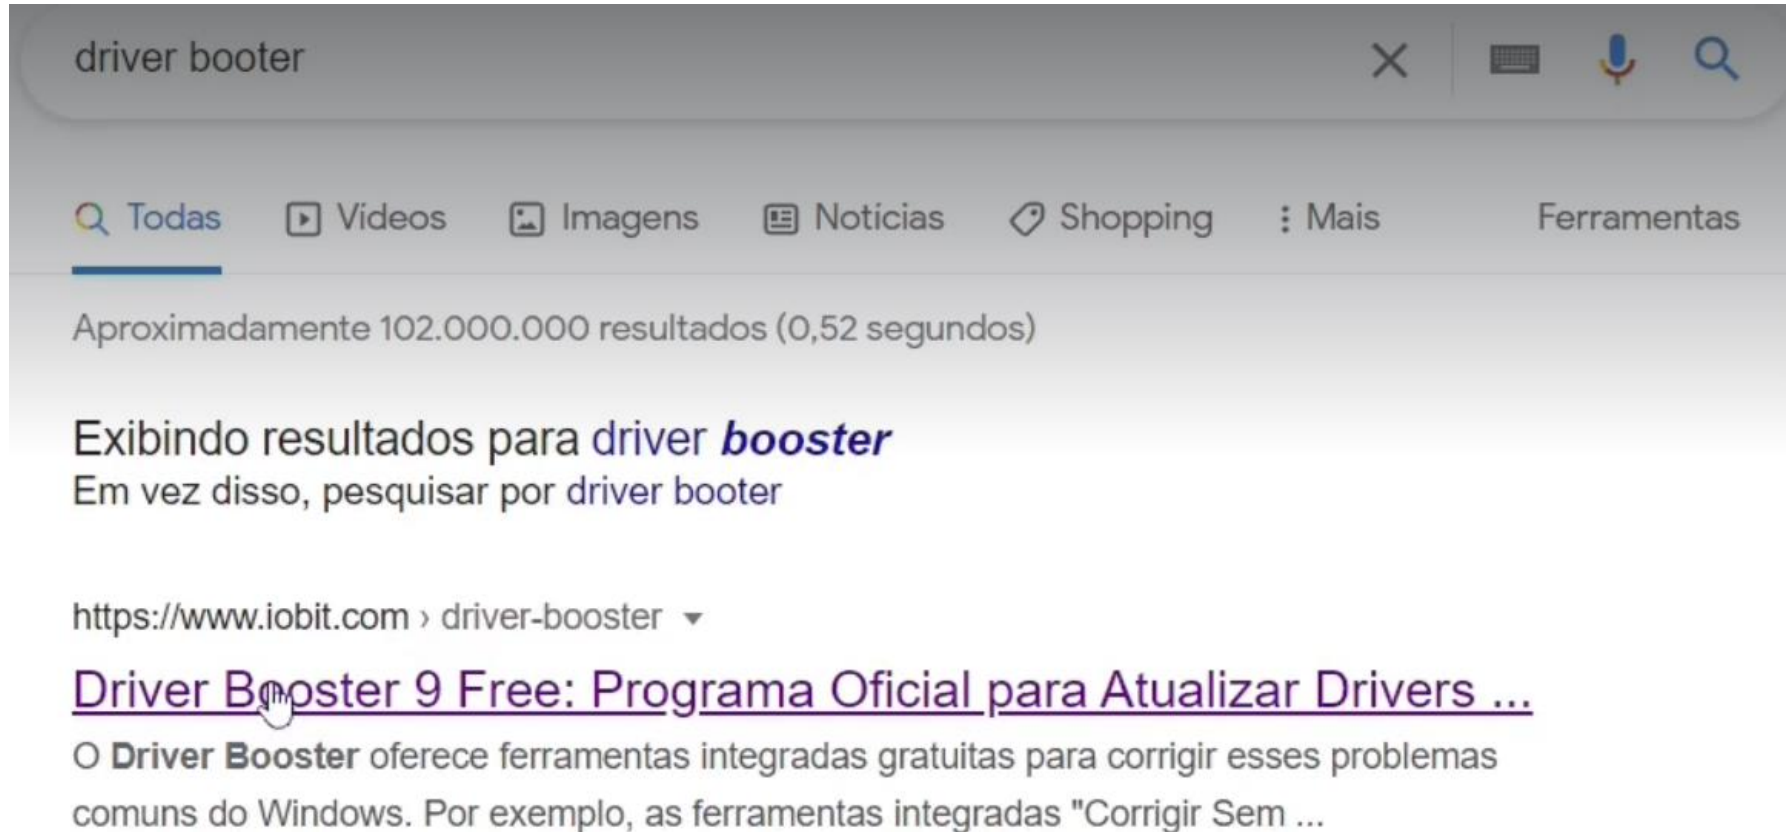 driver booter
Todas Vídeos Imagens Notícias Shopping Mais Ferramentas
Aproximadamente 102.000.000 resultados (0,52 segundos)
Exibindo resultados para driver booster
Em vez disso, pesquisar por driver booter
https://www.iobit.com › driver-booster
Driver Booster 9 Free: Programa Oficial para Atualizar Drivers ...
O Driver Booster oferece ferramentas integradas gratuitas para corrigir esses problemas
comuns do Windows. Por exemplo, as ferramentas integradas "Corrigir Sem ...